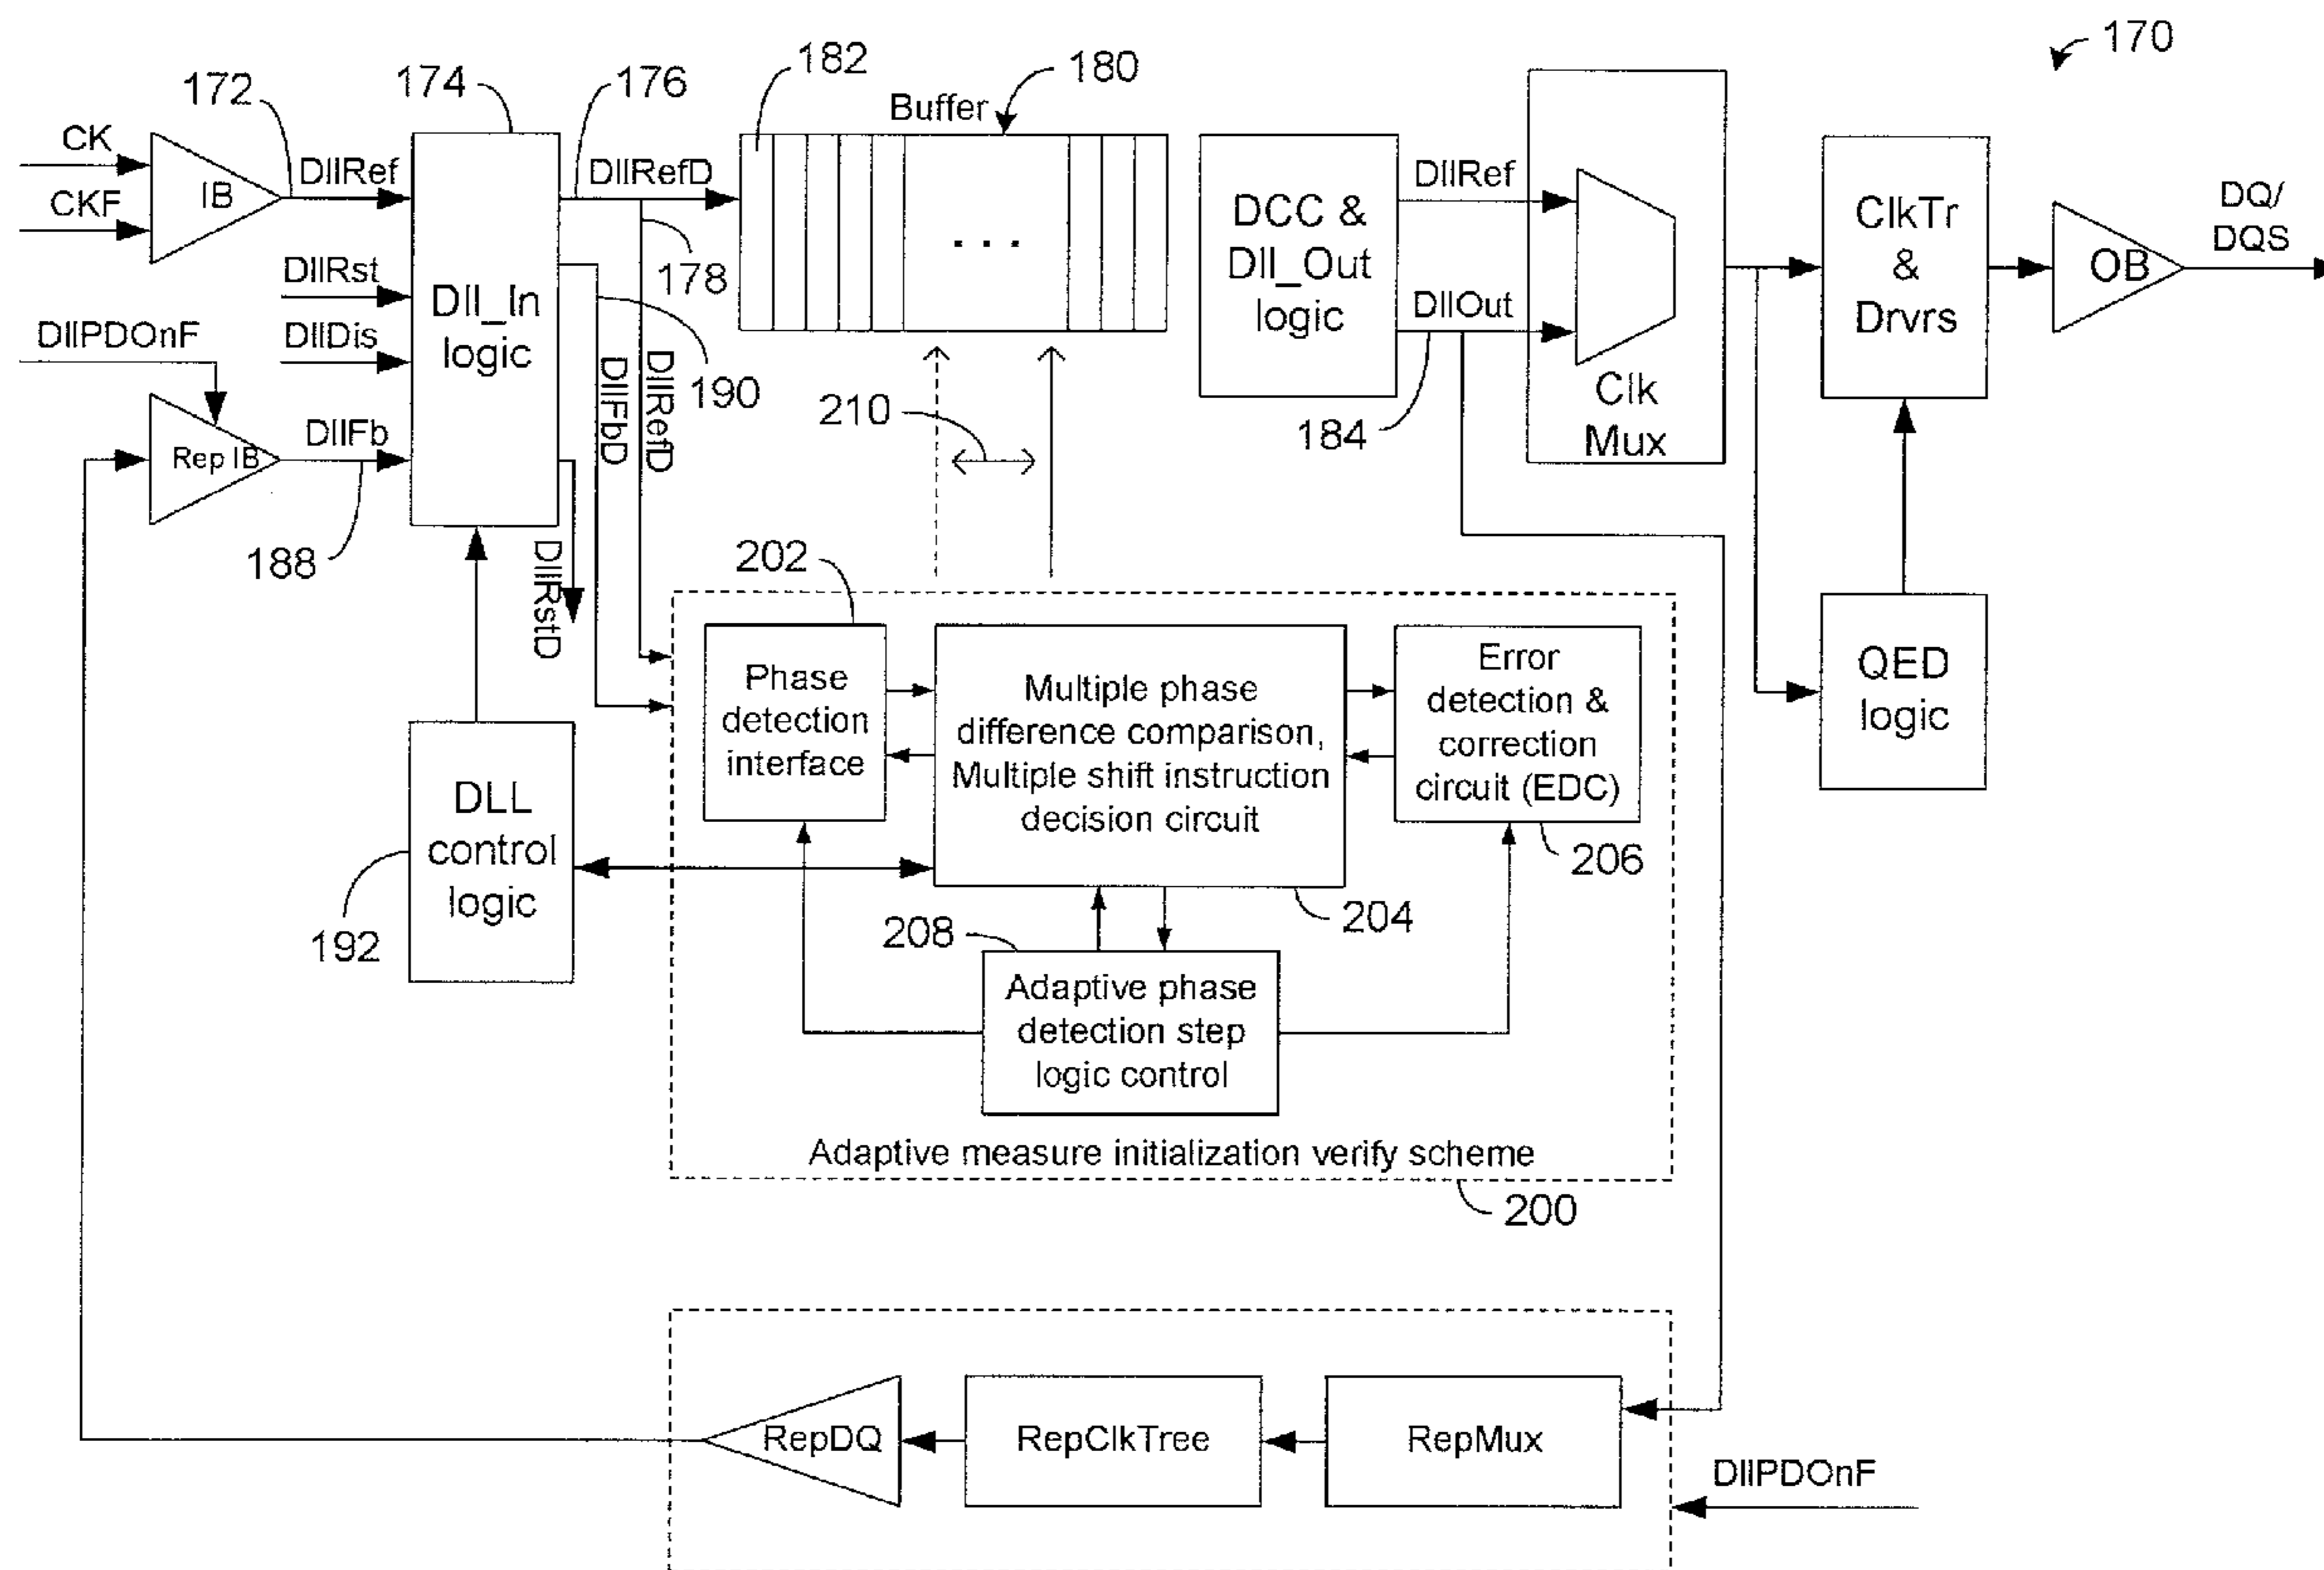 170
182
180
172
174
176
Buffer
CK
CKF
IB
DllRef
DllRefD
DllRst
DllDis
DllPDOnF
Dll_In
logic
178
190
DllFbD
DllRefD
DllRstD
. . .
DCC &
Dll_Out
logic
DllRef
DllOut
184
Clk
Mux
ClkTr
&
Drvrs
OB
DQ/
DQS
Rep IB
DllFb
188
210
QED
logic
202
Phase
detection
interface
Multiple phase
difference comparison,
Multiple shift instruction
decision circuit
Error
detection &
correction
circuit (EDC)
206
204
208
DLL
control
logic
192
Adaptive phase
detection step
logic control
Adaptive measure initialization verify scheme
200
RepDQ
RepClkTree
RepMux
DllPDOnF